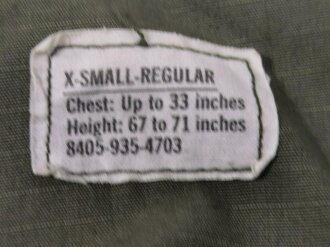 X-SMALL-REGULAR
Chest: Up to 33 inches
Height: 67 to 71 inches
8405-935-4703